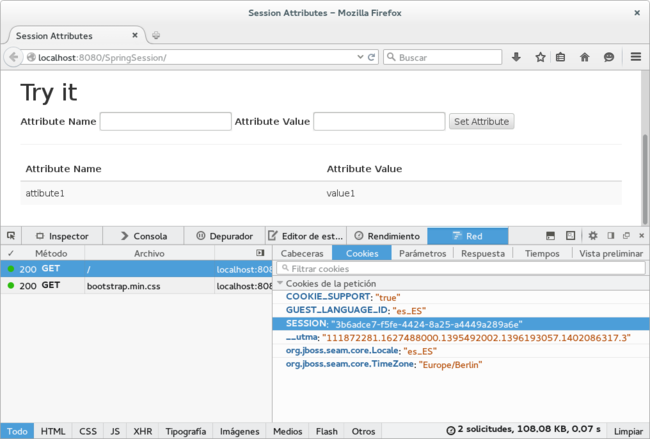 Session Attributes - Mozilla Firefox
Session Attributes
localhost:8080/SpringSession/
Buscar
Try it
Attribute Name
Attribute Value
Set Attribute
Attribute Name Attribute Value
attibute1 value1
Inspector Consola Depurador Editor de est... Rendimiento Red
✓ Método Archivo
Cabeceras Cookies Parámetros Respuesta Tiempos Vista preliminar
200 GET / localhost:808
200 GET bootstrap.min.css localhost:808
Filtrar cookies
Cookies de la petición
COOKIE_SUPPORT: "true"
GUEST_LANGUAGE_ID: "es_ES"
SESSION: "3b6adce7-f5fe-4424-8a25-a4449a289a6e"
__utma: "111872281.1627488000.1395492002.1396193057.1402086317.3"
org.jboss.seam.core.Locale: "es_ES"
org.jboss.seam.core.TimeZone: "Europe/Berlin"
Todo HTML CSS JS XHR Tipografía Imágenes Medios Flash Otros
2 solicitudes, 108.08 KB, 0.07 s
Limpiar